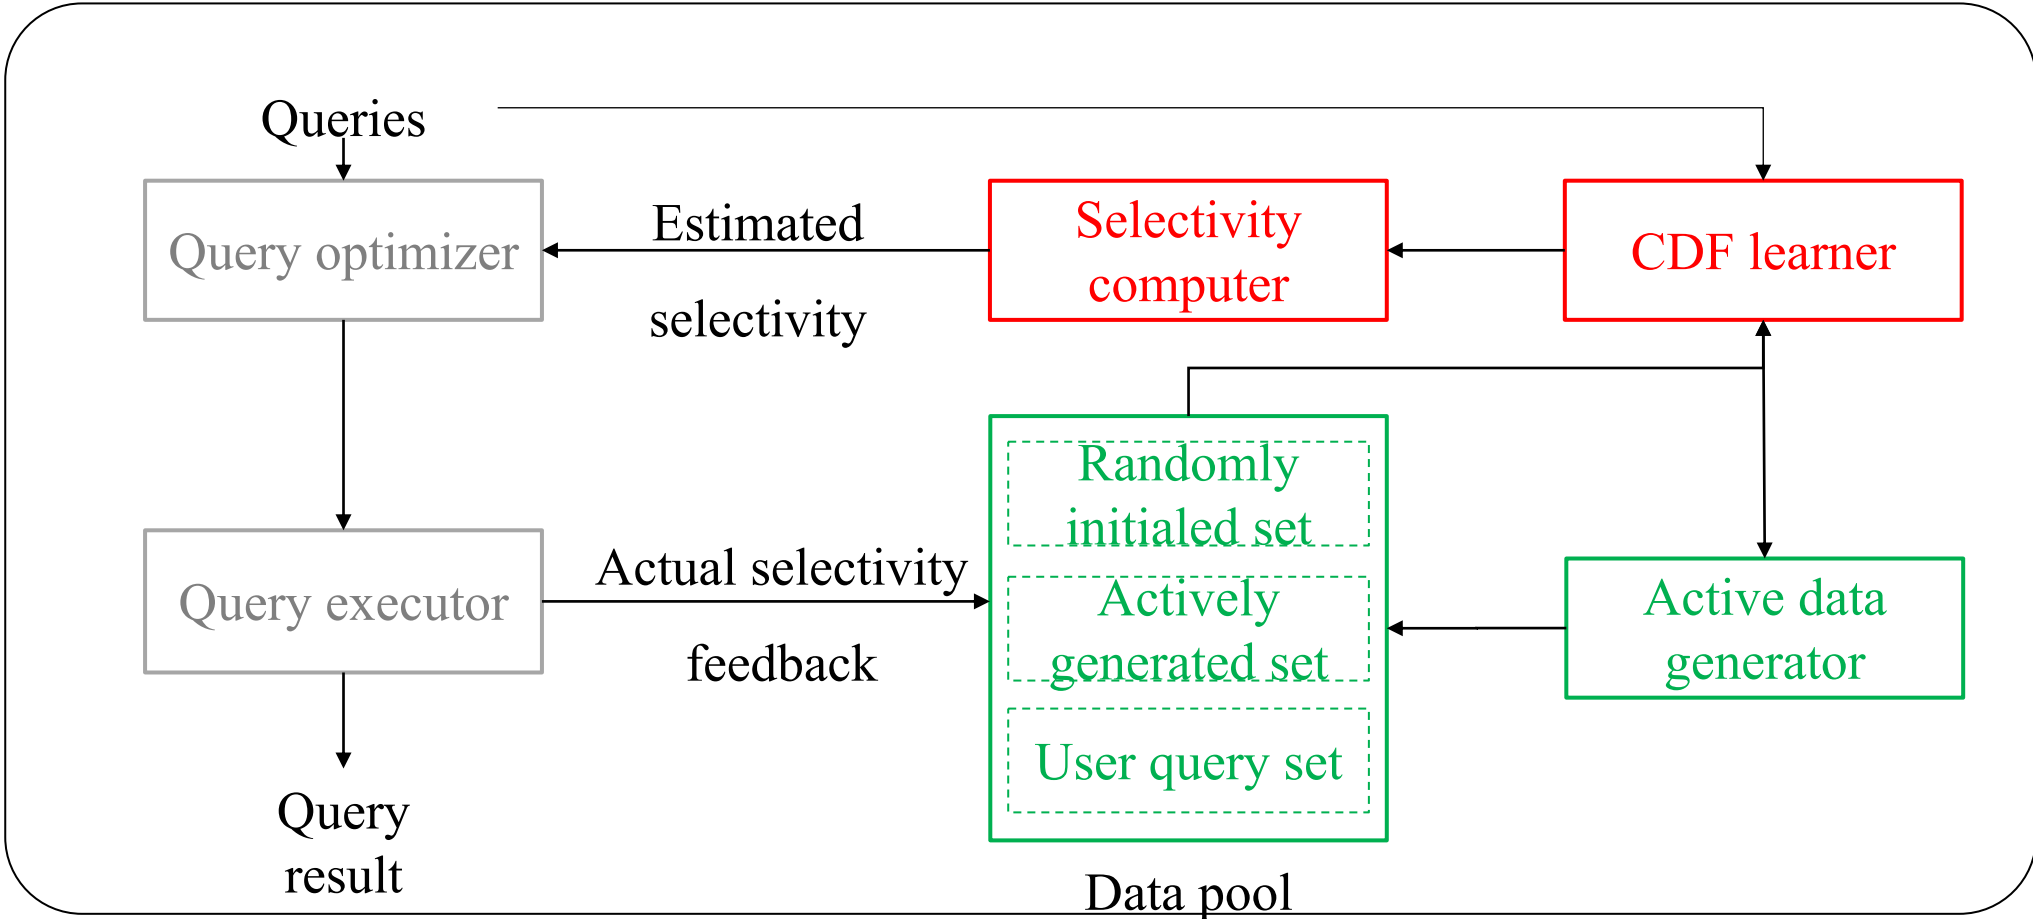 Queries
Query optimizer
Estimated
selectivity
Selectivity
computer
CDF learner
Query executor
Actual selectivity
feedback
Randomly
initialed set
Actively
generated set
User query set
Active data
generator
Query
result
Data pool